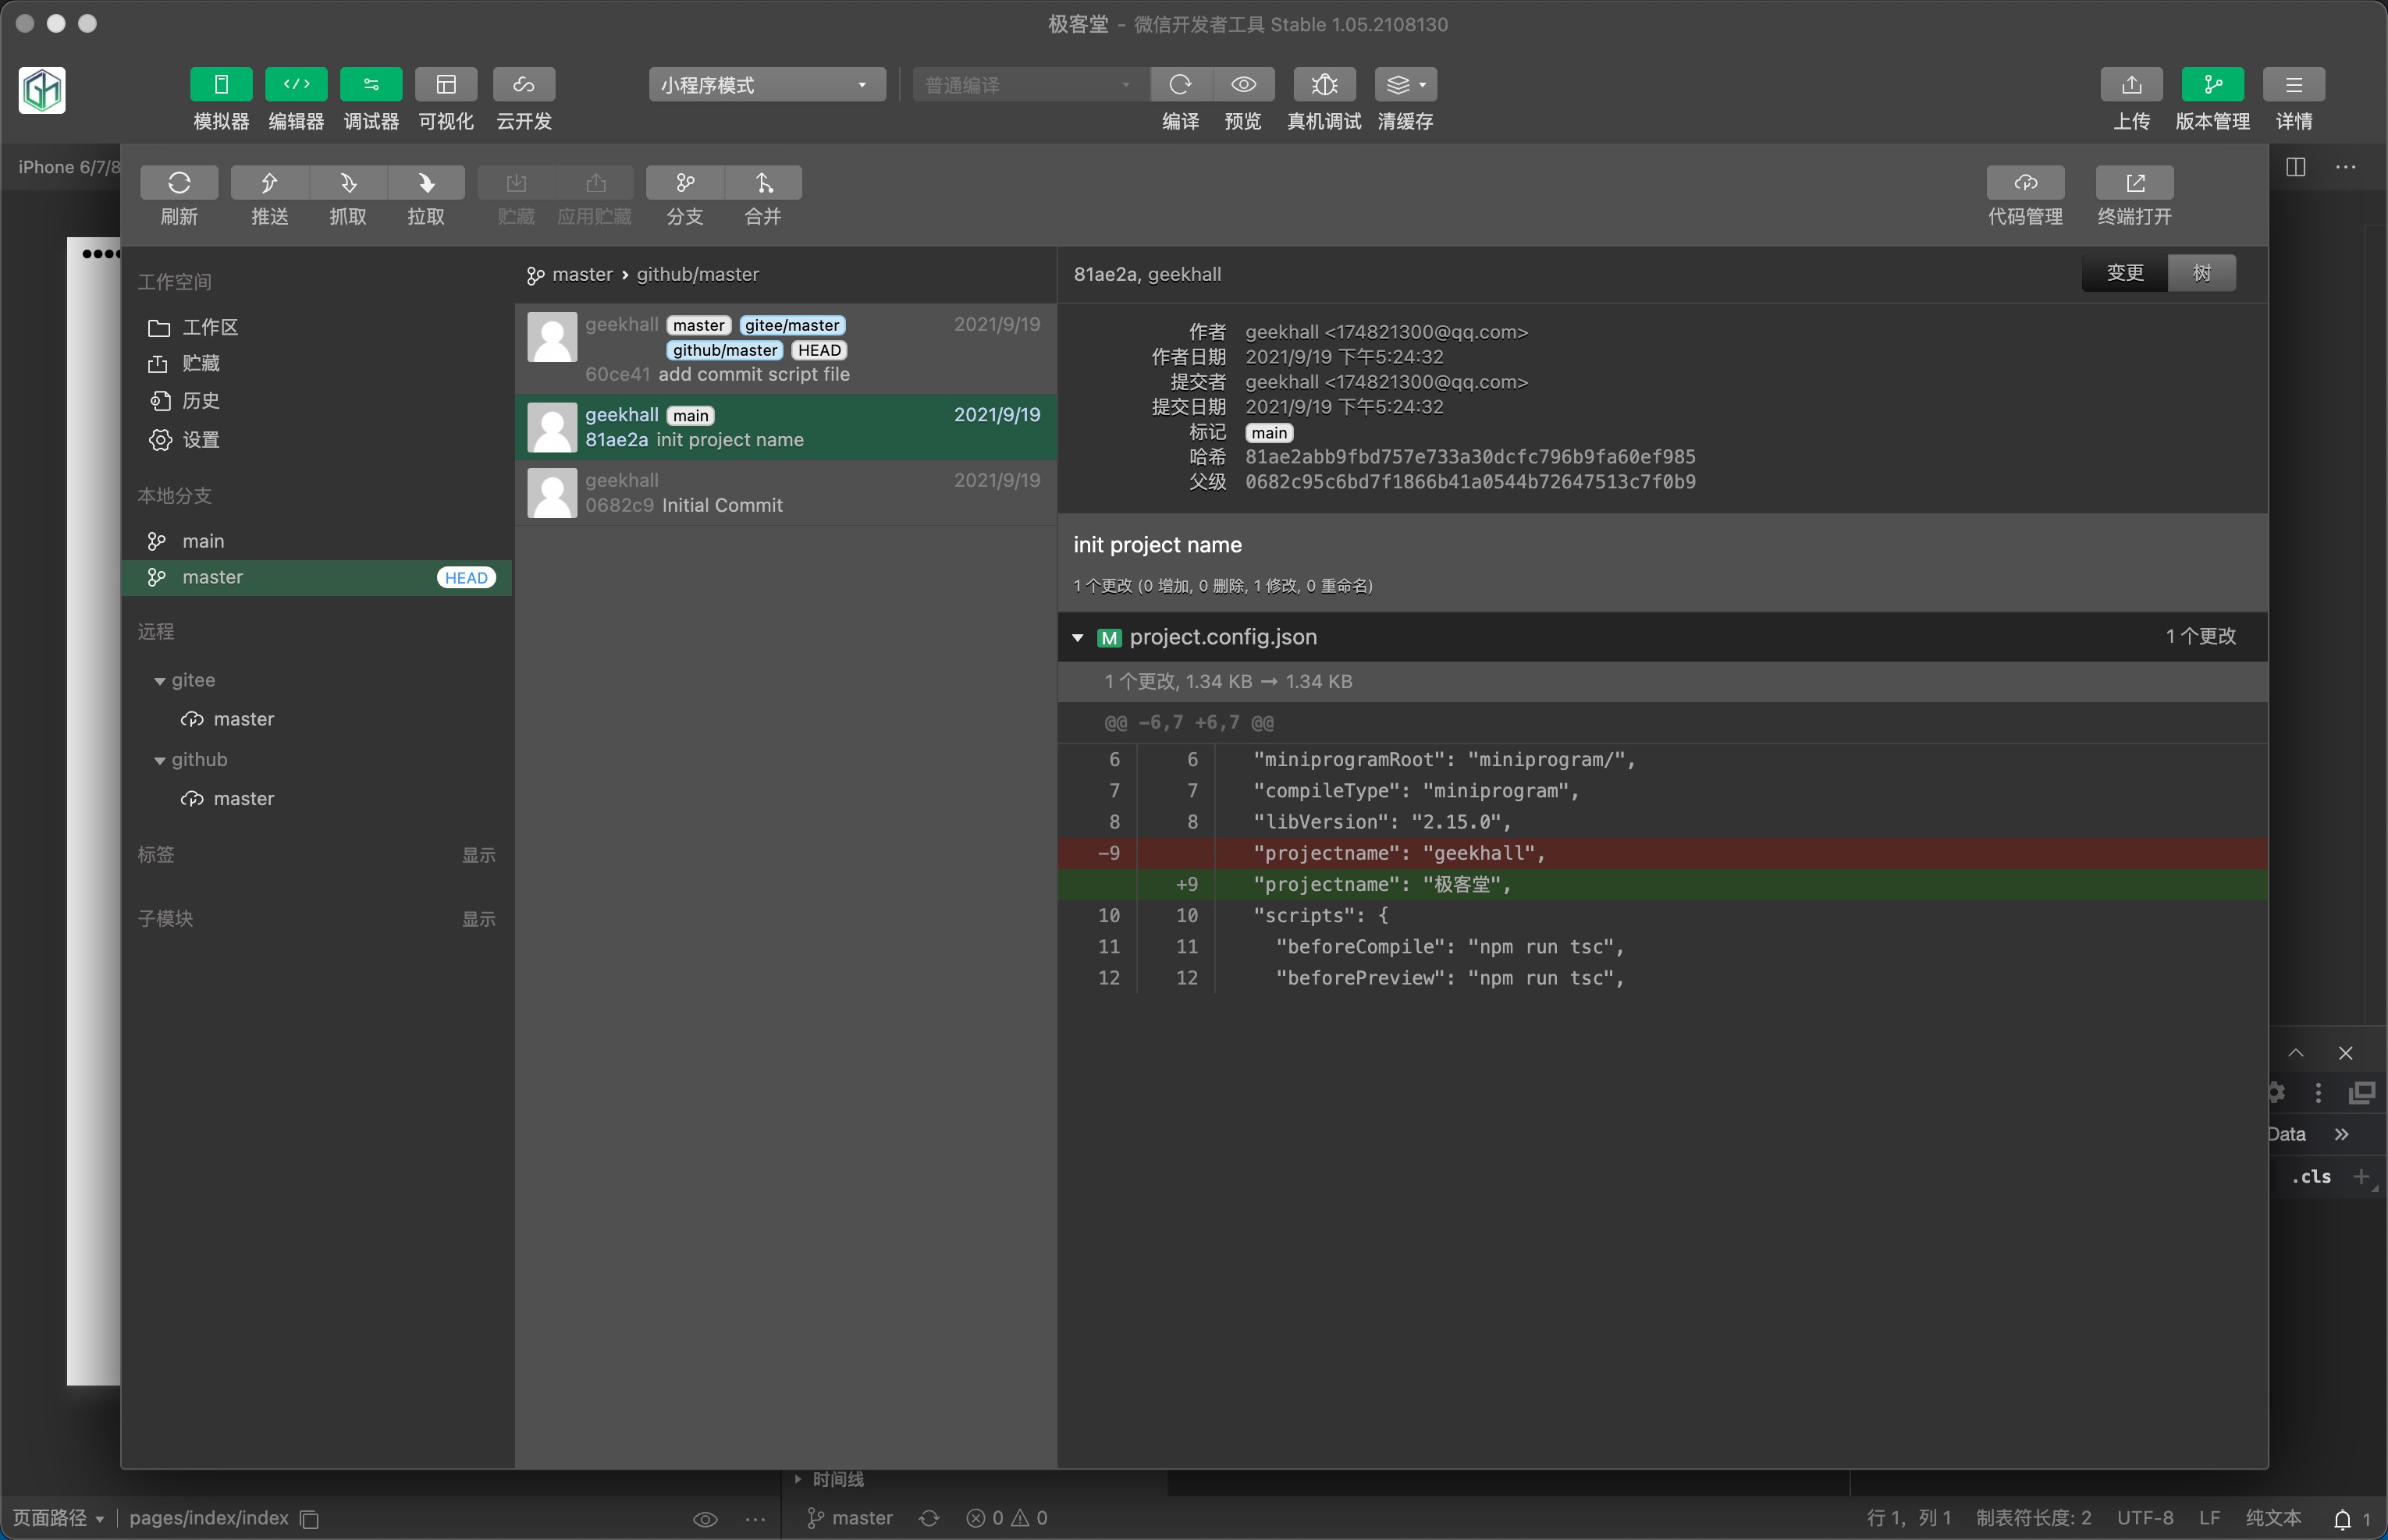 极客堂 - 微信开发者工具 Stable 1.05.2108130
模拟器 编辑器 调试器 可视化 云开发
小程序模式
普通编译
编译 预览 真机调试 清缓存
上传 版本管理 详情
iPhone 6/7/8
刷新 推送 抓取 拉取 贮藏 应用贮藏 分支 合并
代码管理 终端打开
工作空间
工作区
贮藏
历史
设置
本地分支
main
master HEAD
远程
gitee
master
github
master
标签 显示
子模块 显示
master › github/master
geekhall master gitee/master 2021/9/19
github/master HEAD
60ce41 add commit script file
geekhall main 2021/9/19
81ae2a init project name
geekhall 2021/9/19
0682c9 Initial Commit
81ae2a, geekhall
变更 树
作者 geekhall <174821300@qq.com>
作者日期 2021/9/19 下午5:24:32
提交者 geekhall <174821300@qq.com>
提交日期 2021/9/19 下午5:24:32
标记 main
哈希 81ae2abb9fbd757e733a30dcfc796b9fa60ef985
父级 0682c95c6bd7f1866b41a0544b72647513c7f0b9
init project name
1 个更改 (0 增加, 0 删除, 1 修改, 0 重命名)
M project.config.json 1 个更改
1 个更改, 1.34 KB → 1.34 KB
@@ -6,7 +6,7 @@
6 6 "miniprogramRoot": "miniprogram/",
7 7 "compileType": "miniprogram",
8 8 "libVersion": "2.15.0",
-9 "projectname": "geekhall",
+9 "projectname": "极客堂",
10 10 "scripts": {
11 11 "beforeCompile": "npm run tsc",
12 12 "beforePreview": "npm run tsc",
Data
.cls
时间线
页面路径 pages/index/index
master 0 0
行 1，列 1 制表符长度: 2 UTF-8 LF 纯文本 1